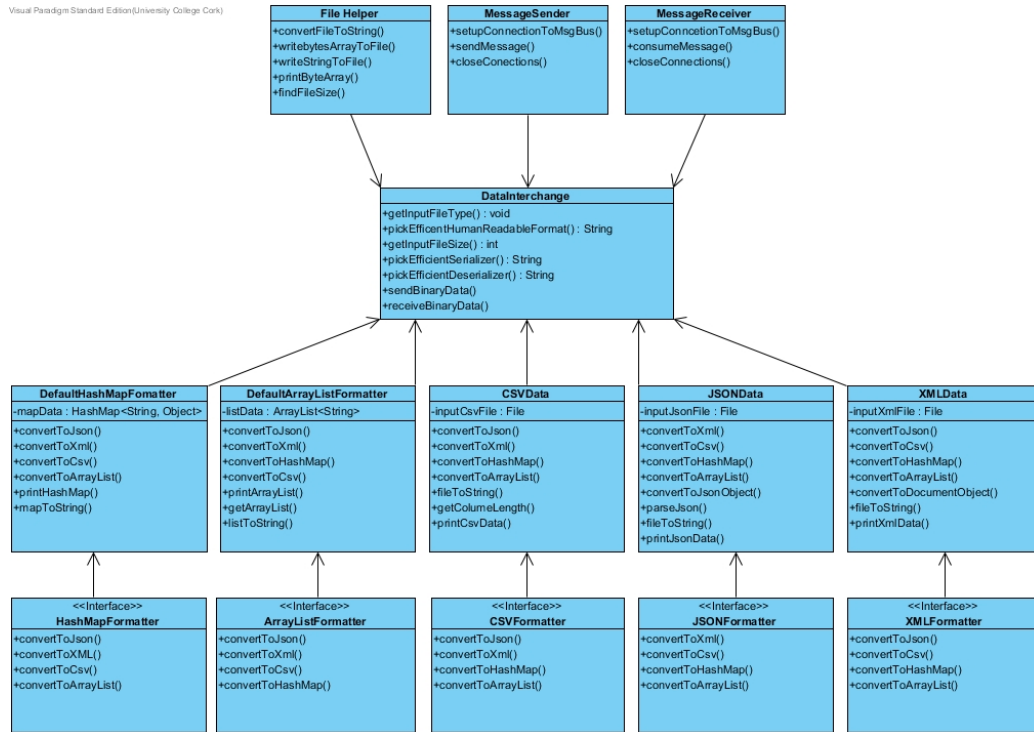 Visual Paradigm Standard Edition(University College Cork)
File Helper
+convertFileToString()
+writebytesArrayToFile()
+writeStringToFile()
+printByteArray()
+findFileSize()
MessageSender
+setupConnectionToMsgBus()
+sendMessage()
+closeConections()
MessageReceiver
+setupConncetionToMsgBus()
+consumeMessage()
+closeConnections()
DataInterchange
+getInputFileType() : void
+pickEfficentHumanReadableFormat() : String
+getInputFileSize() : int
+pickEfficientSerializer() : String
+pickEfficientDeserializer() : String
+sendBinaryData()
+receiveBinaryData()
DefaultHashMapFomatter
-mapData : HashMap<String, Object>
+convertToJson()
+convertToXml()
+convertToCsv()
+convertToArrayList()
+printHashMap()
+mapToString()
DefaultArrayListFormatter
-listData : ArrayList<String>
+convertToJson()
+convertToXml()
+convertToHashMap()
+convertToCsv()
+printArrayList()
+getArrayList()
+listToString()
CSVData
-inputCsvFile : File
+convertToJson()
+convertToXml()
+convertToHashMap()
+convertToArrayList()
+fileToString()
+getColumeLength()
+printCsvData()
JSONData
-inputJsonFile : File
+convertToXml()
+convertToCsv()
+convertToHashMap()
+convertToArrayList()
+convertToJsonObject()
+parseJson()
+fileToString()
+printJsonData()
XMLData
-inputXmlFile : File
+convertToJson()
+convertToCsv()
+convertToHashMap()
+convertToArrayList()
+convertToDocumentObject()
+fileToString()
+printXmlData()
<<Interface>>
HashMapFormatter
+convertToJson()
+convertToXML()
+convertToCsv()
+convertToArrayList()
<<Interface>>
ArrayListFormatter
+convertToJson()
+convertToXml()
+convertToCsv()
+convertToHashMap()
<<Interface>>
CSVFormatter
+convertToJson()
+convertToXml()
+convertToHashMap()
+convertToArrayList()
<<Interface>>
JSONFormatter
+convertToXml()
+convertToCsv()
+convertToHashMap()
+convertToArrayList()
<<Interface>>
XMLFormatter
+convertToJson()
+convertToCsv()
+convertToHashMap()
+convertToArrayList()